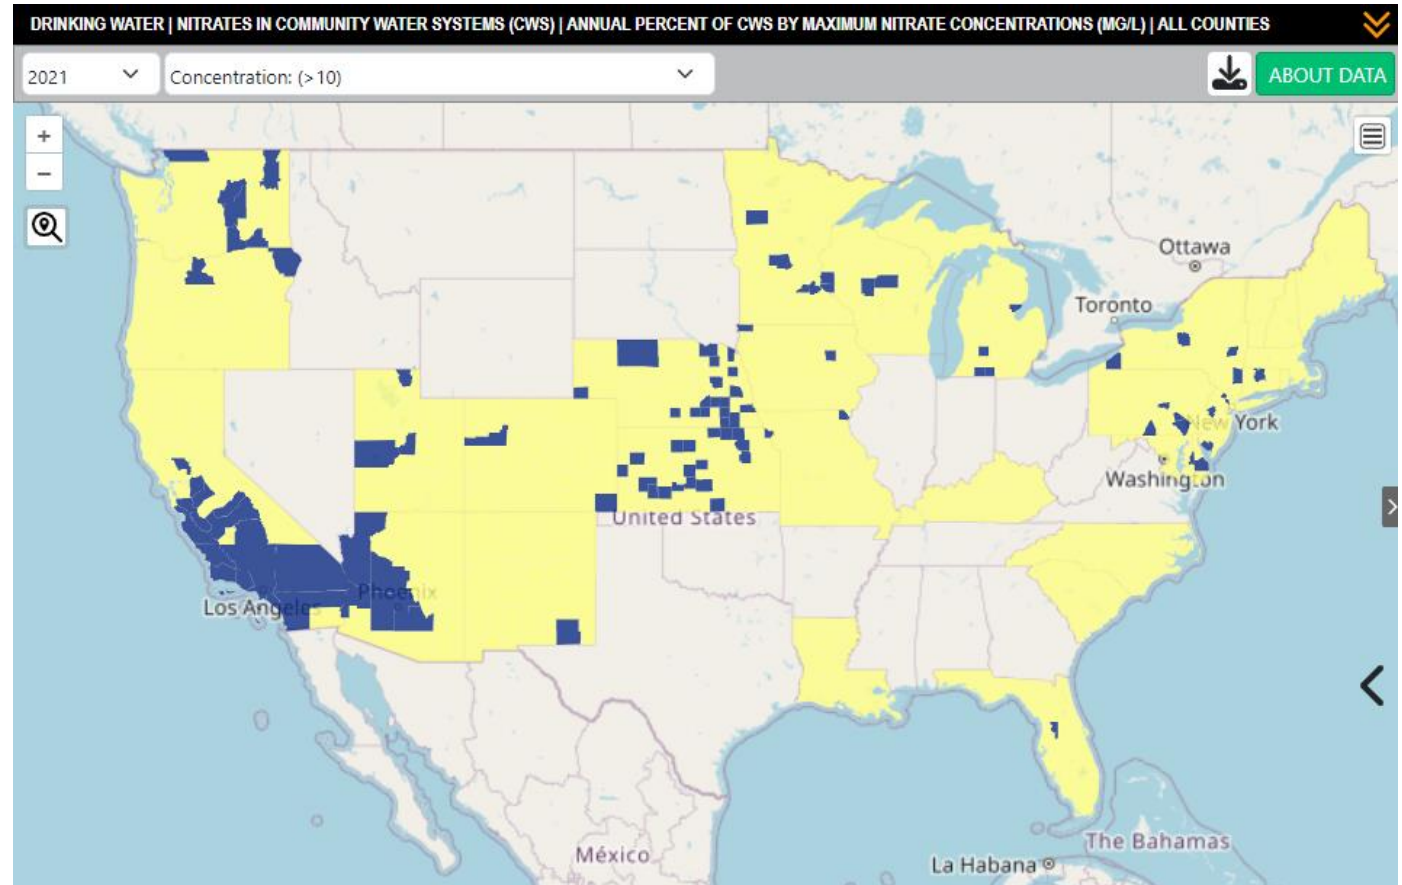 DRINKING WATER | NITRATES IN COMMUNITY WATER SYSTEMS (CWS) | ANNUAL PERCENT OF CWS BY MAXIMUM NITRATE CONCENTRATIONS (MG/L) | ALL COUNTIES
2021
Concentration: (>10)
ABOUT DATA
+
−
Ottawa
Toronto
New York
Washington
United States
Phoenix
Los Angeles
The Bahamas
México
La Habana